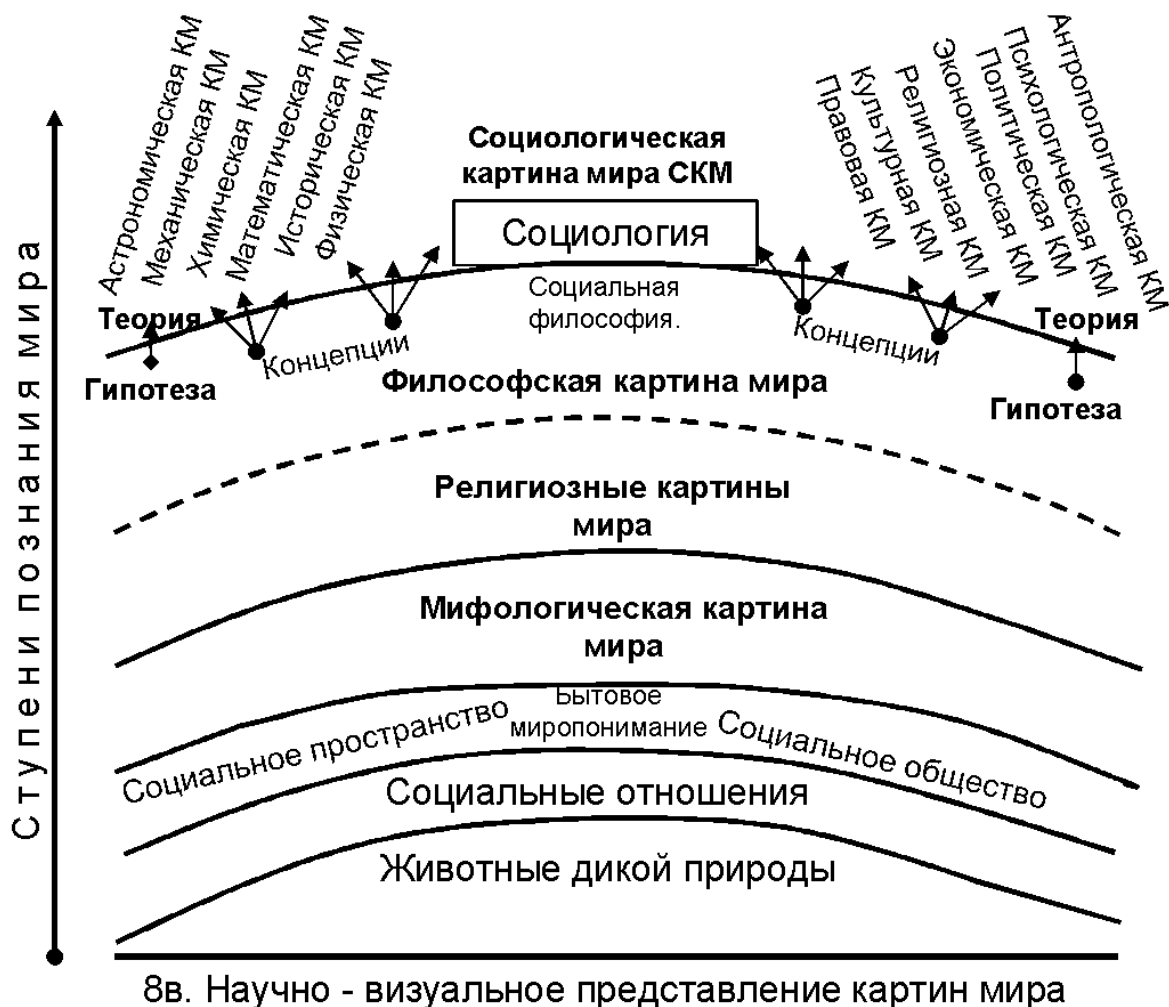 Астрономическая КМ
Механическая КМ
Химическая КМ
Математическая КМ
Историческая КМ
Физическая КМ
Социологическая
картина мира СКМ
Правовая КМ
Культурная КМ
Религиозная КМ
Экономическая КМ
Политическая КМ
Психологическая КМ
Антропологическая КМ
Социология
Социальная
философия.
Теория
Концепции
Гипотеза
Концепции
Теория
Гипотеза
Философская картина мира
Религиозные картины
мира
Мифологическая картина
мира
Социальное пространство
Бытовое
миропонимание
Социальное общество
Социальные отношения
Животные дикой природы
Ступени познания мира
8в. Научно - визуальное представление картин мира